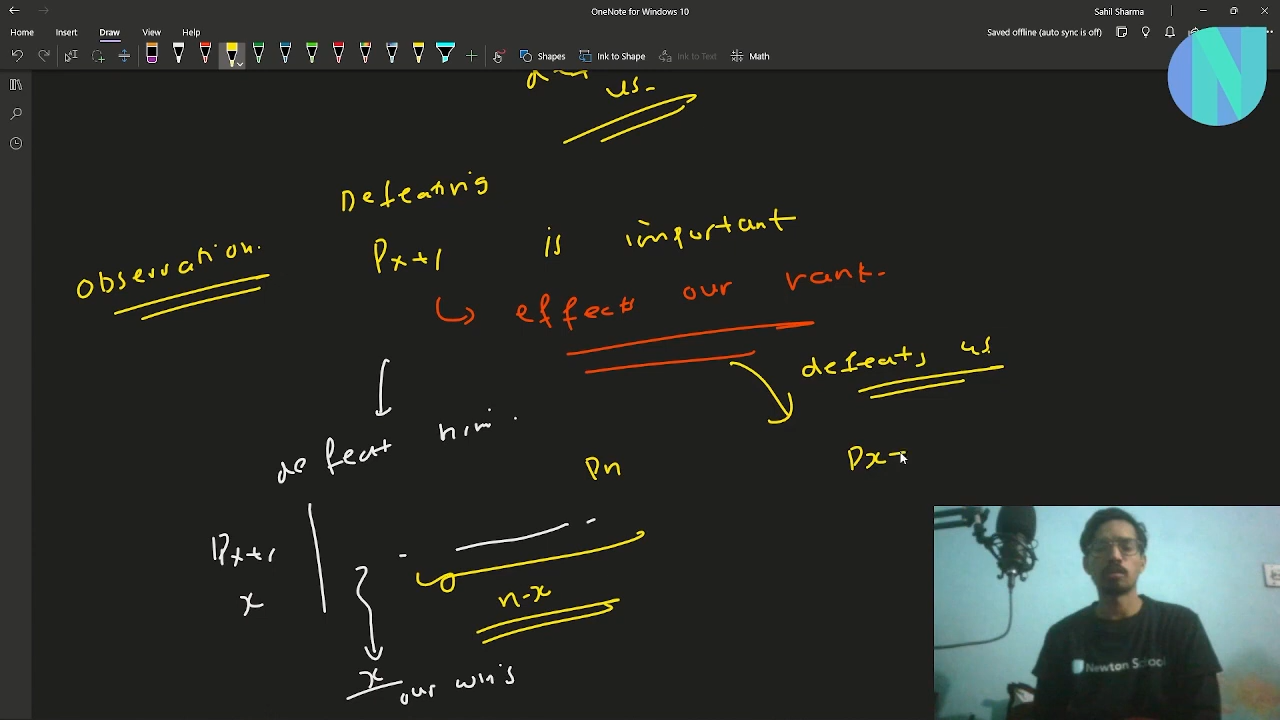 OneNote for Windows 10
Sahil Sharma
Home Insert Draw View Help
Saved offline (auto sync is off)
Shapes Ink to Shape Ink to Text Math
us.
Defeating
Px+1 is important
Observation.
effects our rank.
defeats us
defeat him.
Pn
Px-
Px+1
x
n-x
x our wins
Newton School